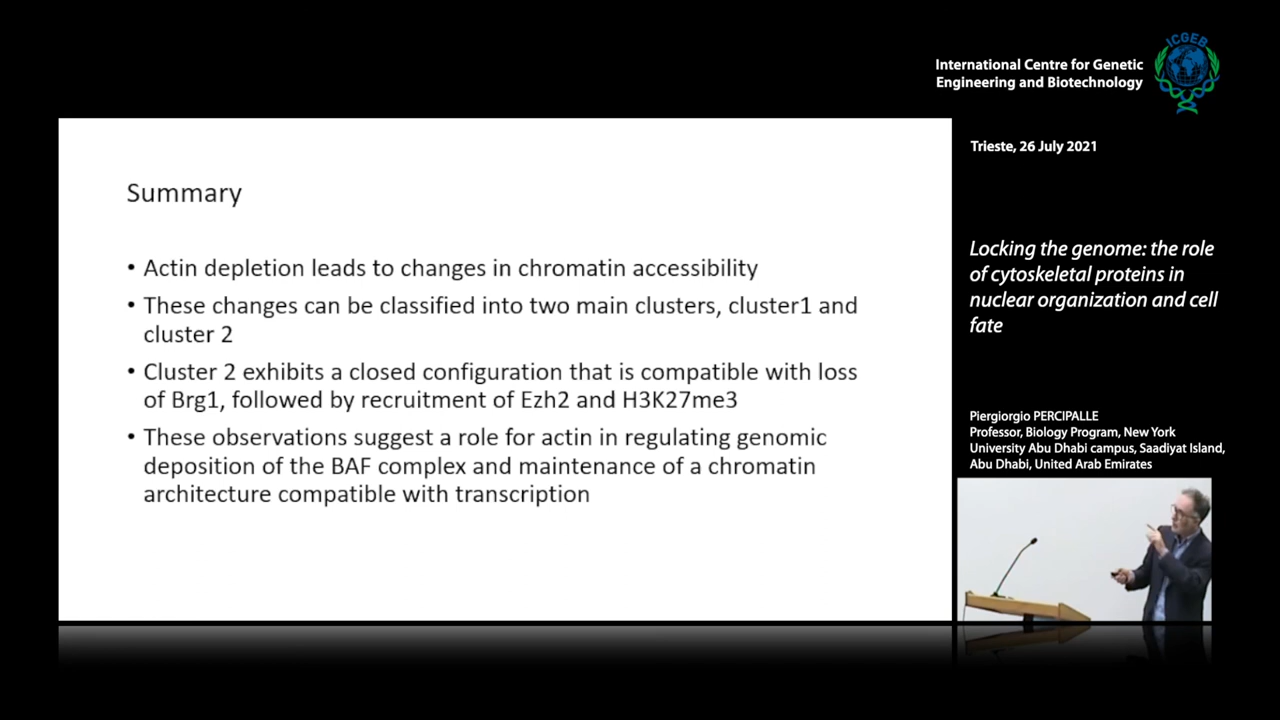 ICGEB
International Centre for Genetic
Engineering and Biotechnology
Trieste, 26 July 2021
Summary
• Actin depletion leads to changes in chromatin accessibility
• These changes can be classified into two main clusters, cluster1 and
cluster 2
• Cluster 2 exhibits a closed configuration that is compatible with loss
of Brg1, followed by recruitment of Ezh2 and H3K27me3
• These observations suggest a role for actin in regulating genomic
deposition of the BAF complex and maintenance of a chromatin
architecture compatible with transcription
Locking the genome: the role
of cytoskeletal proteins in
nuclear organization and cell
fate
Piergiorgio PERCIPALLE
Professor, Biology Program, New York
University Abu Dhabi campus, Saadiyat Island,
Abu Dhabi, United Arab Emirates